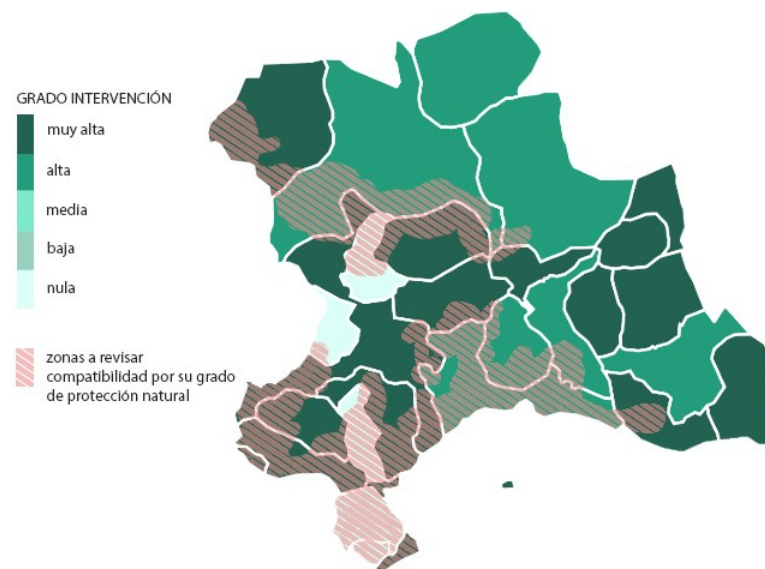 GRADO INTERVENCIÓN
muy alta
alta
media
baja
nula
zonas a revisar
compatibilidad por su grado
de protección natural